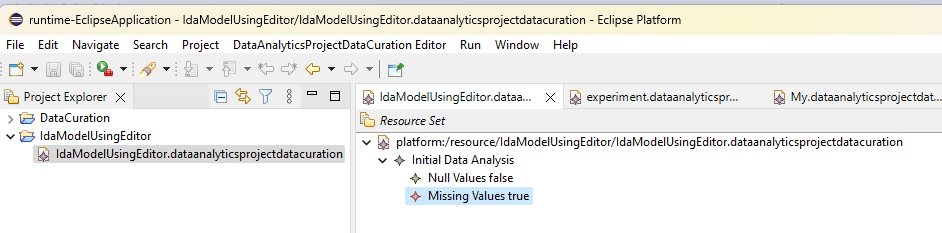 runtime-EclipseApplication - IdaModelUsingEditor/IdaModelUsingEditor.dataanalyticsprojectdatacuration - Eclipse Platform
File Edit Navigate Search Project DataAnalyticsProjectDataCuration Editor Run Window Help
Project Explorer
DataCuration
IdaModelUsingEditor
IdaModelUsingEditor.dataanalyticsprojectdatacuration
IdaModelUsingEditor.dataa... experiment.dataanalyticspr... My.dataanalyticsprojectdat...
Resource Set
platform:/resource/IdaModelUsingEditor/IdaModelUsingEditor.dataanalyticsprojectdatacuration
Initial Data Analysis
Null Values false
Missing Values true